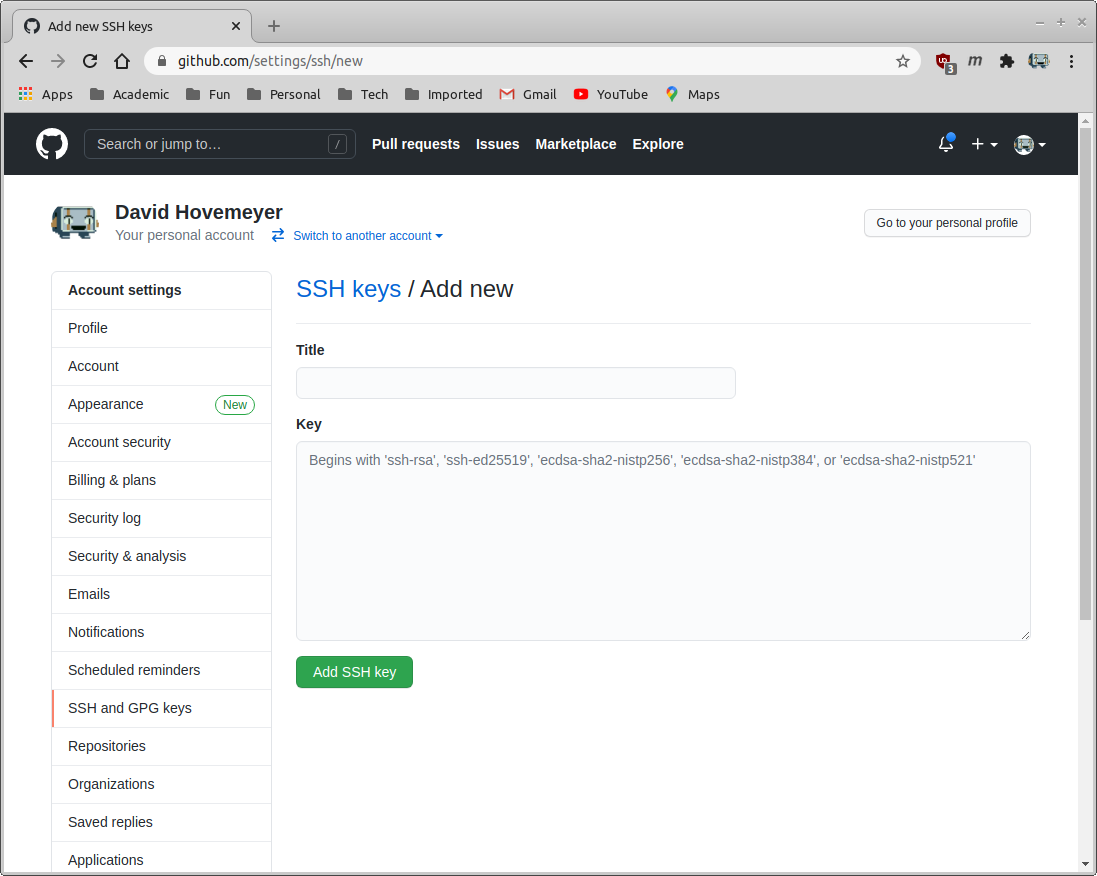 Add new SSH keys
github.com/settings/ssh/new
3
m
Apps Academic Fun Personal Tech Imported Gmail YouTube Maps
Search or jump to… /
Pull requests Issues Marketplace Explore
David Hovemeyer
Your personal account Switch to another account
Go to your personal profile
Account settings
Profile
Account
Appearance New
Account security
Billing & plans
Security log
Security & analysis
Emails
Notifications
Scheduled reminders
SSH and GPG keys
Repositories
Organizations
Saved replies
Applications
SSH keys / Add new
Title
Key
Begins with 'ssh-rsa', 'ssh-ed25519', 'ecdsa-sha2-nistp256', 'ecdsa-sha2-nistp384', or 'ecdsa-sha2-nistp521'
Add SSH key